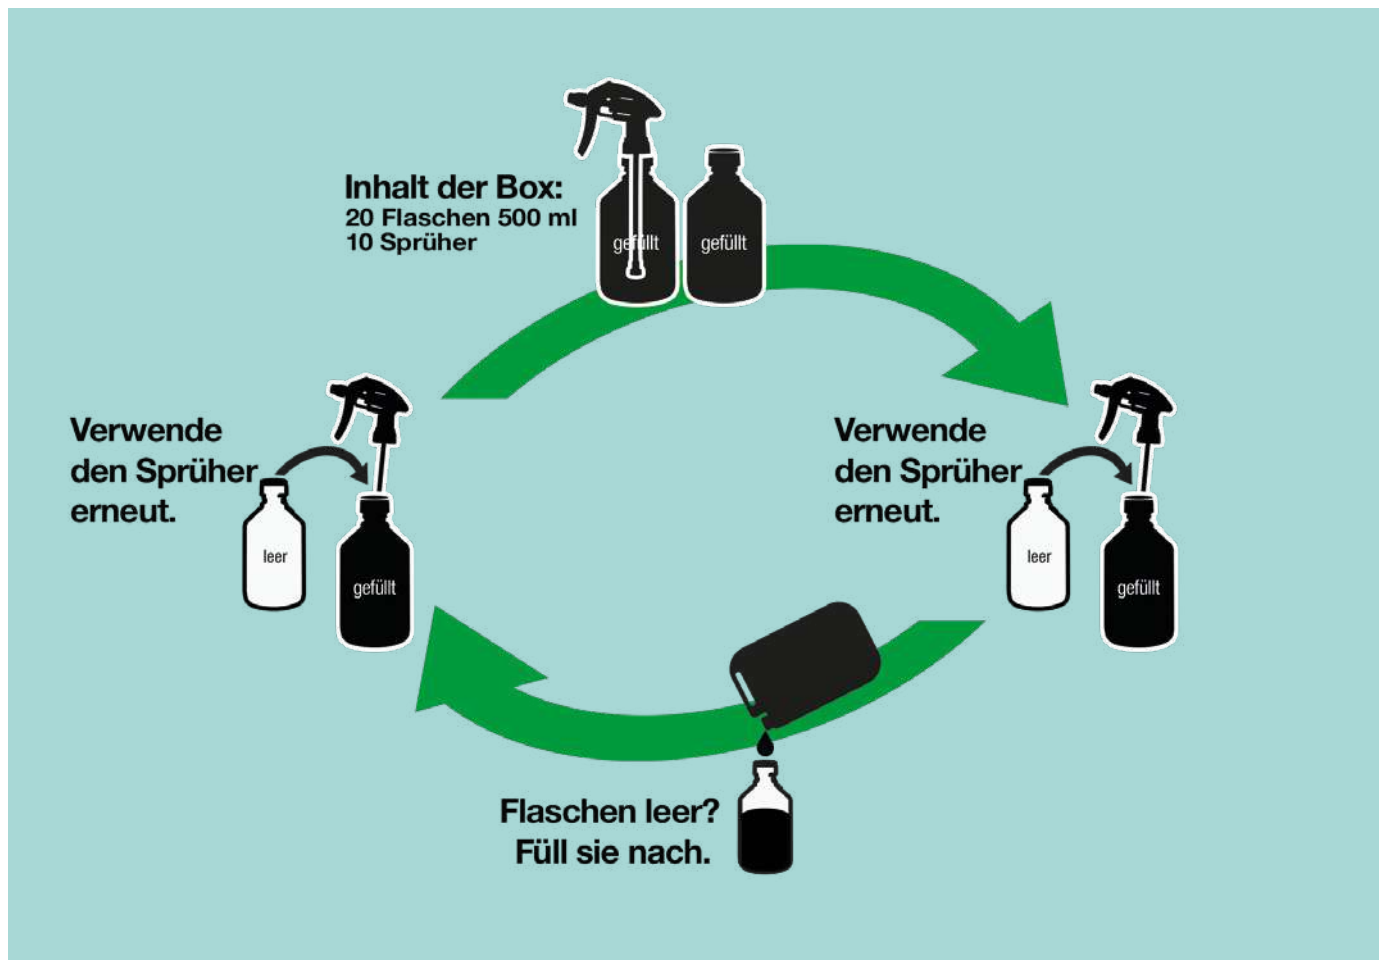 Inhalt der Box:
20 Flaschen 500 ml
10 Sprüher
gefüllt
gefüllt
Verwende
den Sprüher
erneut.
leer
gefüllt
Verwende
den Sprüher
erneut.
leer
gefüllt
Flaschen leer?
Füll sie nach.